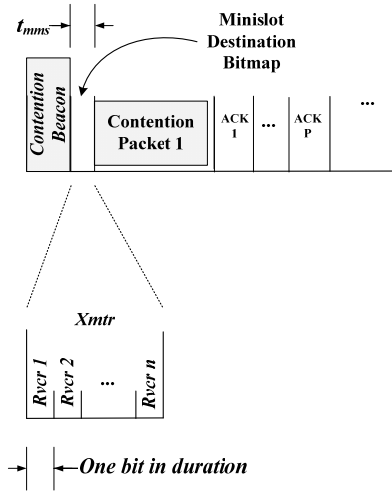 t_mms
Minislot
Destination
Bitmap
Contention
Beacon
Contention
Packet 1
ACK
1
...
ACK
P
...
Xmtr
Rvcr 1
Rvcr 2
...
Rvcr n
One bit in duration